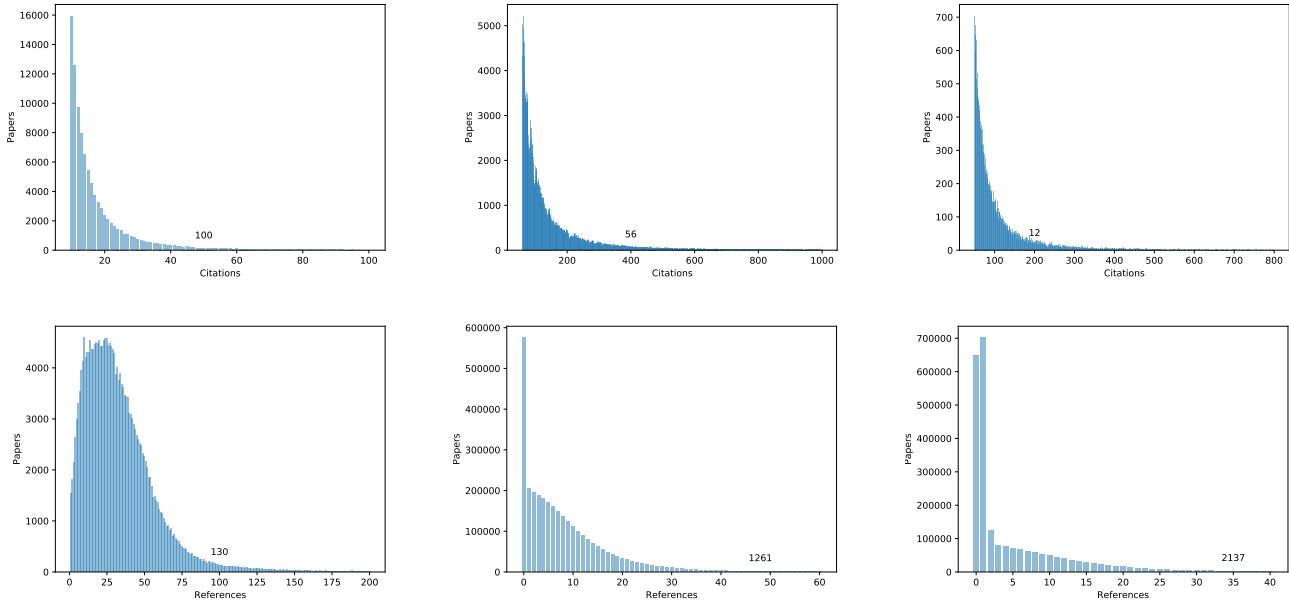 16000
14000
12000
10000
8000
6000
4000
2000
0
Papers
100
20 40 60 80 100
Citations
5000
4000
3000
2000
1000
0
Papers
56
200 400 600 800 1000
Citations
700
600
500
400
300
200
100
0
Papers
12
100 200 300 400 500 600 700 800
Citations
4000
3000
2000
1000
0
Papers
130
0 25 50 75 100 125 150 175 200
References
600000
500000
400000
300000
200000
100000
0
Papers
1261
0 10 20 30 40 50 60
References
700000
600000
500000
400000
300000
200000
100000
0
Papers
2137
0 5 10 15 20 25 30 35 40
References